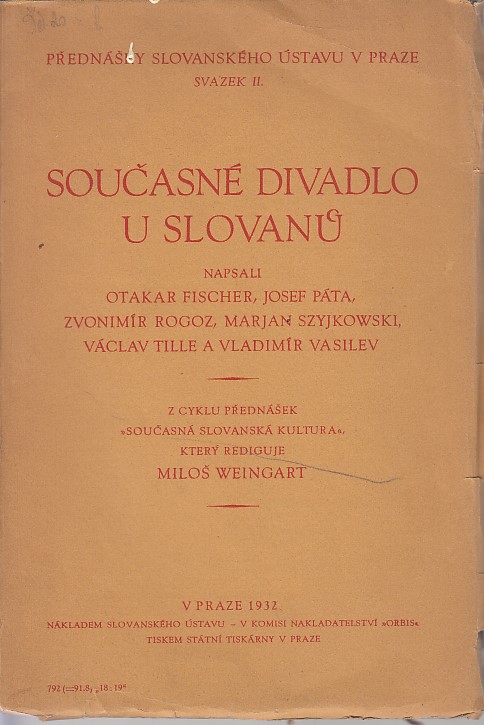 PŘEDNÁŠKY SLOVANSKÉHO ÚSTAVU V PRAZE
SVAZEK II.
SOUČASNÉ DIVADLO
U SLOVANŮ
NAPSALI
OTAKAR FISCHER, JOSEF PÁTA,
ZVONIMÍR ROGOZ, MARJAN SZYJKOWSKI,
VÁCLAV TILLE A VLADIMÍR VASILEV
Z CYKLU PŘEDNÁŠEK
»SOUČASNÁ SLOVANSKÁ KULTURA«,
KTERÝ REDIGUJE
MILOŠ WEINGART
V PRAZE 1932
NÁKLADEM SLOVANSKÉHO ÚSTAVU – V KOMISI NAKLADATELSTVÍ »ORBIS«
TISKEM STÁTNÍ TISKÁRNY V PRAZE